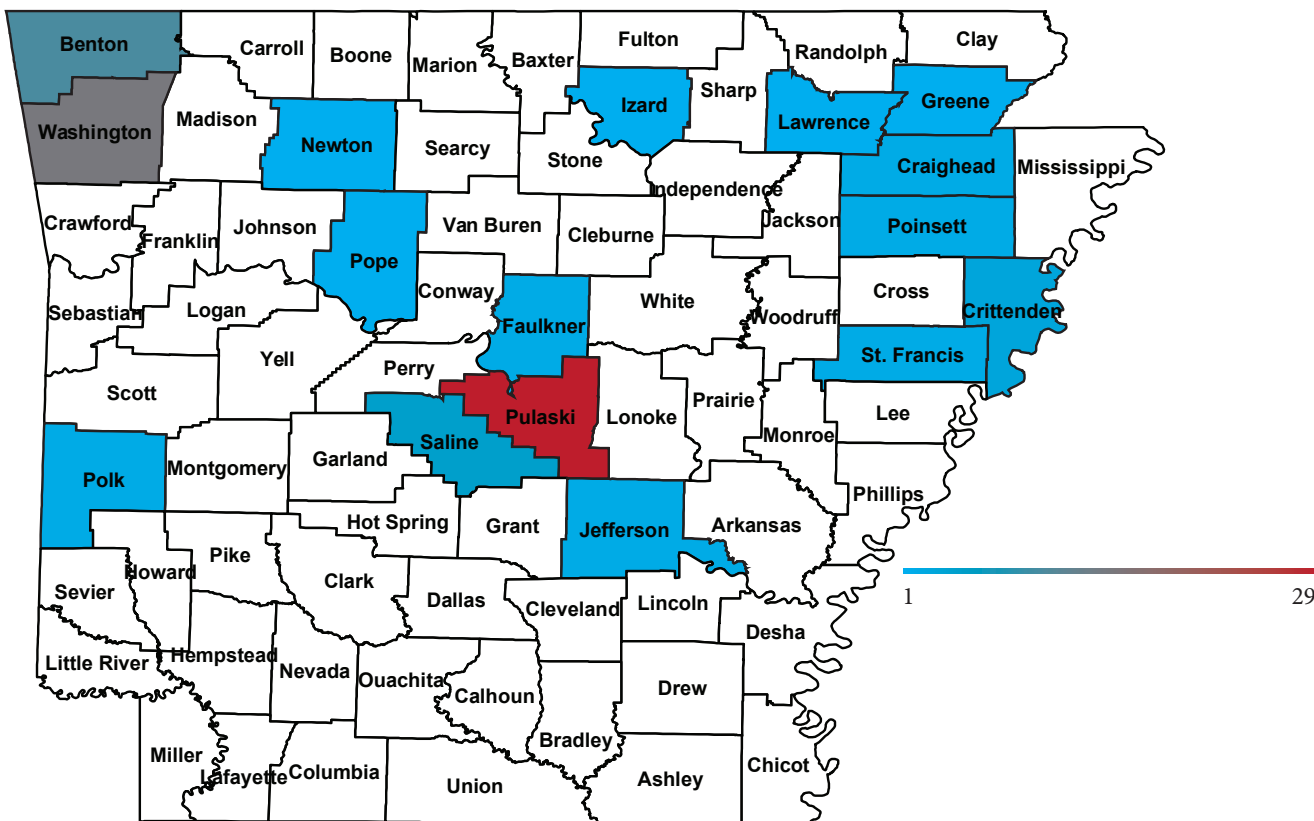 Benton
Carroll
Boone
Marion
Baxter
Fulton
Randolph
Clay
Washington
Madison
Newton
Searcy
Stone
Izard
Sharp
Lawrence
Greene
Craighead
Mississippi
Independence
Jackson
Poinsett
Crawford
Franklin
Johnson
Pope
Van Buren
Cleburne
Conway
White
Woodruff
Cross
Crittenden
Sebastian
Logan
Yell
Faulkner
St. Francis
Scott
Perry
Pulaski
Lonoke
Prairie
Monroe
Lee
Polk
Montgomery
Garland
Saline
Phillips
Hot Spring
Grant
Jefferson
Arkansas
Sevier
Howard
Pike
Clark
Dallas
Cleveland
Lincoln
Desha
Little River
Hempstead
Nevada
Ouachita
Calhoun
Drew
Bradley
Miller
Lafayette
Columbia
Union
Ashley
Chicot
1
29